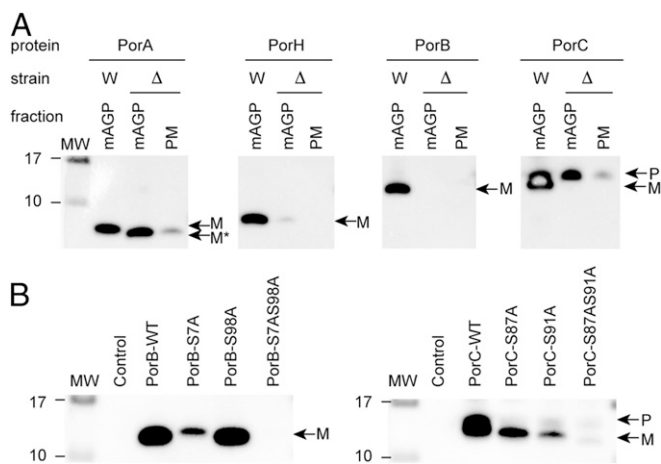 A
protein PorA PorH PorB PorC
strain W Δ W Δ W Δ W Δ
fraction mAGP mAGP PM mAGP mAGP PM mAGP mAGP PM mAGP mAGP PM
MW
17
10
M
M*
M
M
P
M
B
MW Control PorB-WT PorB-S7A PorB-S98A PorB-S7AS98A
17
10
M
MW Control PorC-WT PorC-S87A PorC-S91A PorC-S87AS91A
17
10
P
M